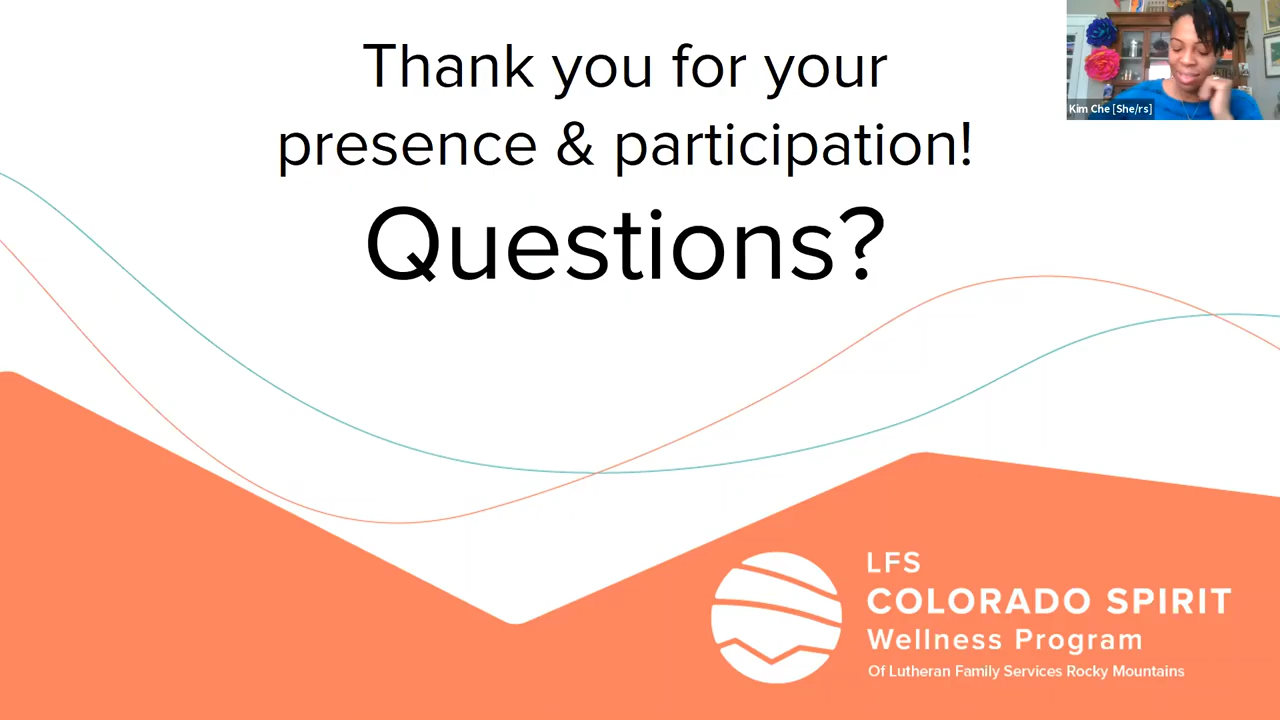 Thank you for your
presence & participation!
Questions?
Kim Che [She/rs]
LFS
COLORADO SPIRIT
Wellness Program
Of Lutheran Family Services Rocky Mountains